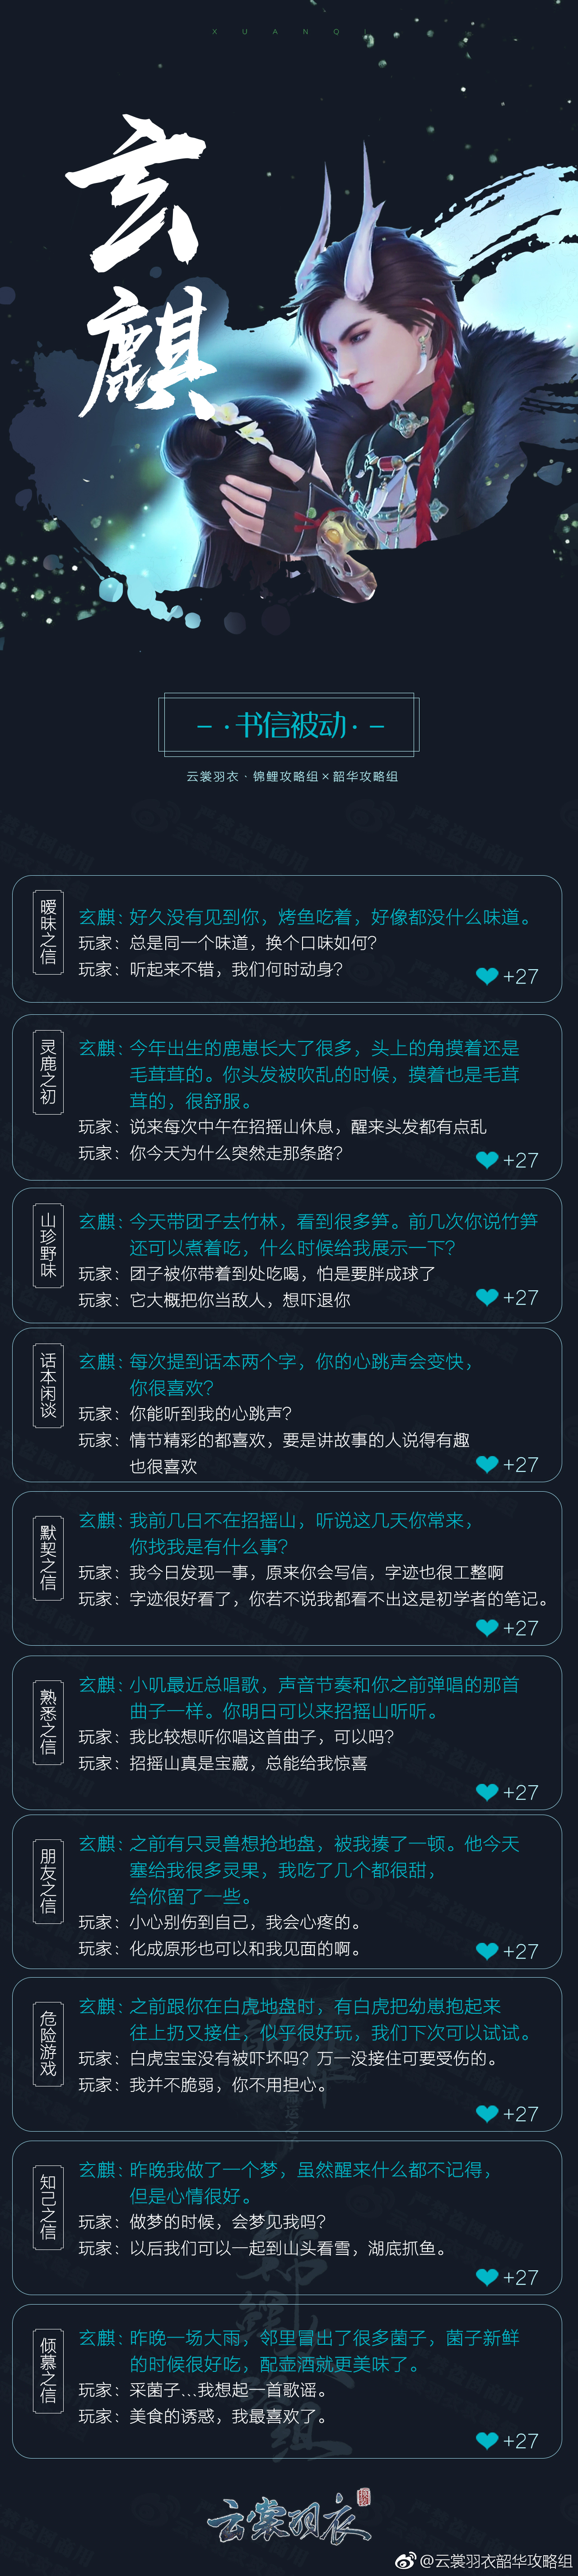 XUANQI
玄麒
-·书信被动·-
云裳羽衣·锦鲤攻略组×韶华攻略组
暧昧之信
玄麒:好久没有见到你，烤鱼吃着，好像都没什么味道。
玩家：总是同一个味道，换个口味如何?
玩家：听起来不错，我们何时动身?
+27
灵鹿之初
玄麒:今年出生的鹿崽长大了很多，头上的角摸着还是
毛茸茸的。你头发被吹乱的时候，摸着也是毛茸
茸的，很舒服。
玩家：说来每次中午在招摇山休息，醒来头发都有点乱
玩家：你今天为什么突然走那条路?
+27
山珍野味
玄麒:今天带团子去竹林，看到很多笋。前几次你说竹笋
还可以煮着吃，什么时候给我展示一下?
玩家：团子被你带着到处吃喝，怕是要胖成球了
玩家：它大概把你当敌人，想吓退你
+27
话本闲谈
玄麒:每次提到话本两个字，你的心跳声会变快，
你很喜欢?
玩家：你能听到我的心跳声?
玩家：情节精彩的都喜欢，要是讲故事的人说得有趣
也很喜欢
+27
默契之信
玄麒:我前几日不在招摇山，听说这几天你常来，
你找我是有什么事?
玩家：我今日发现一事，原来你会写信，字迹也很工整啊
玩家：字迹很好看了，你若不说我都看不出这是初学者的笔记。
+27
熟悉之信
玄麒:小叽最近总唱歌，声音节奏和你之前弹唱的那首
曲子一样。你明日可以来招摇山听听。
玩家：我比较想听你唱这首曲子，可以吗?
玩家：招摇山真是宝藏，总能给我惊喜
+27
朋友之信
玄麒:之前有只灵兽想抢地盘，被我揍了一顿。他今天
塞给我很多灵果，我吃了几个都很甜，
给你留了一些。
玩家：小心别伤到自己，我会心疼的。
玩家：化成原形也可以和我见面的啊。
+27
危险游戏
玄麒:之前跟你在白虎地盘时，有白虎把幼崽抱起来
往上扔又接住，似乎很好玩，我们下次可以试试。
玩家：白虎宝宝没有被吓坏吗? 万一没接住可要受伤的。
玩家：我并不脆弱，你不用担心。
+27
知己之信
玄麒:昨晚我做了一个梦，虽然醒来什么都不记得，
但是心情很好。
玩家：做梦的时候，会梦见我吗?
玩家：以后我们可以一起到山头看雪，湖底抓鱼。
+27
倾慕之信
玄麒:昨晚一场大雨，邻里冒出了很多菌子，菌子新鲜
的时候很好吃，配壶酒就更美味了。
玩家：采菌子...我想起一首歌谣。
玩家：美食的诱惑，我最喜欢了。
+27
云裳羽衣
@云裳羽衣韶华攻略组